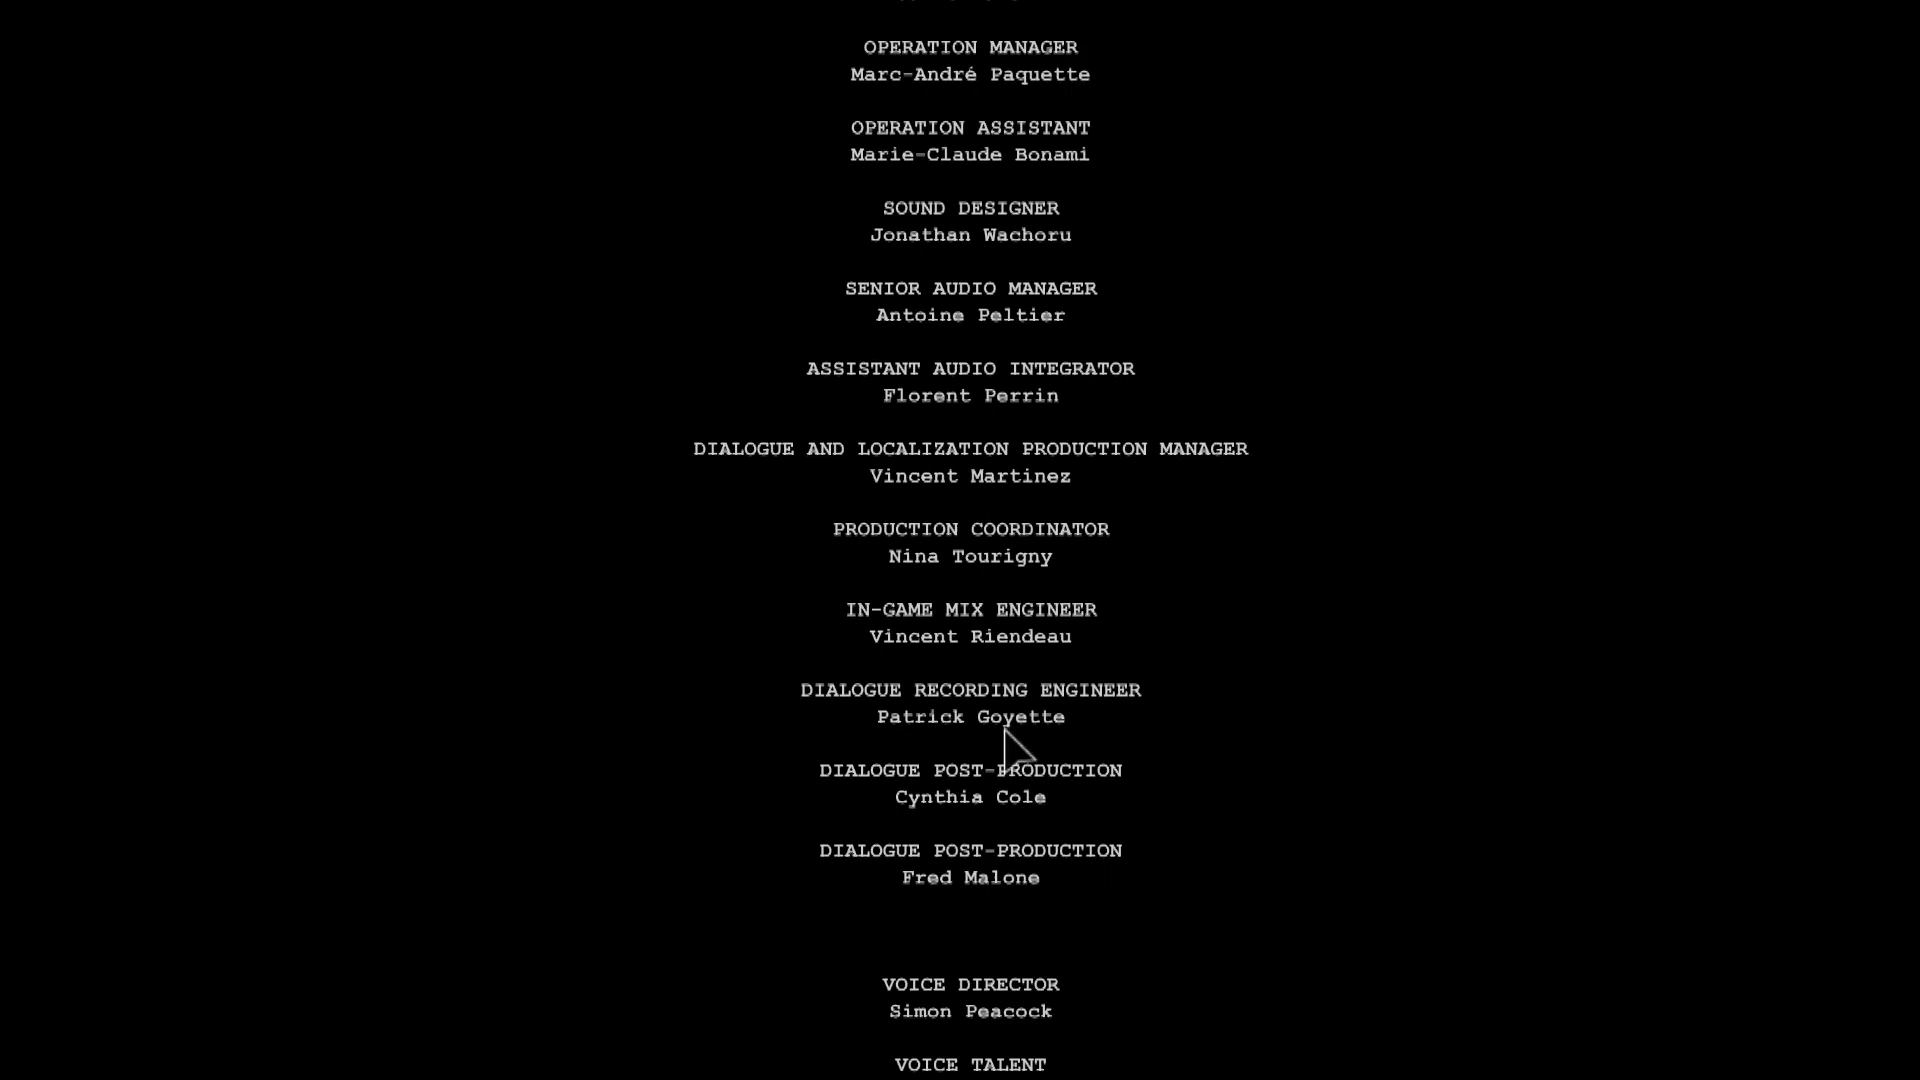 OPERATION MANAGER
Marc-André Paquette
OPERATION ASSISTANT
Marie-Claude Bonami
SOUND DESIGNER
Jonathan Wachoru
SENIOR AUDIO MANAGER
Antoine Peltier
ASSISTANT AUDIO INTEGRATOR
Florent Perrin
DIALOGUE AND LOCALIZATION PRODUCTION MANAGER
Vincent Martinez
PRODUCTION COORDINATOR
Nina Tourigny
IN-GAME MIX ENGINEER
Vincent Riendeau
DIALOGUE RECORDING ENGINEER
Patrick Goyette
DIALOGUE POST-PRODUCTION
Cynthia Cole
DIALOGUE POST-PRODUCTION
Fred Malone
VOICE DIRECTOR
Simon Peacock
VOICE TALENT